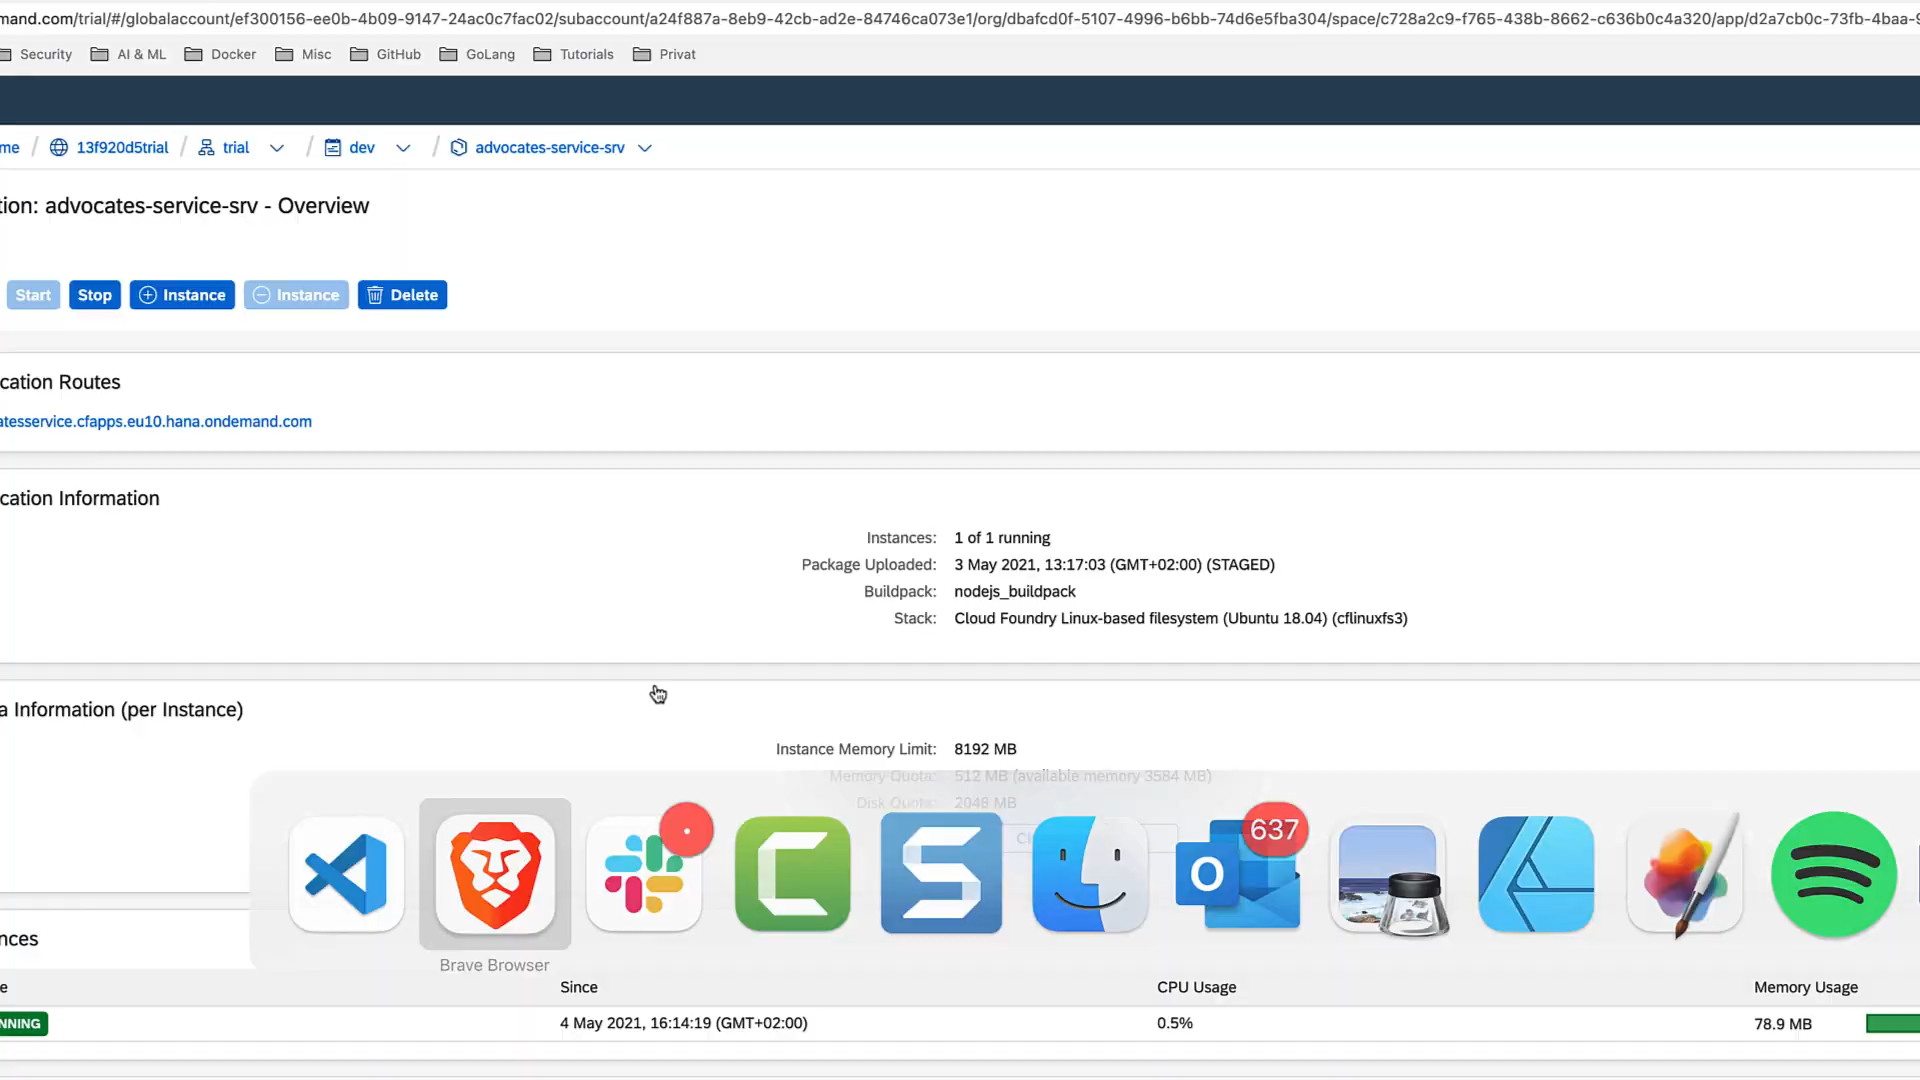 mand.com/trial/#/globalaccount/ef300156-ee0b-4b09-9147-24ac0c7fac02/subaccount/a24f887a-8eb9-42cb-ad2e-84746ca073e1/org/dbafcd0f-5107-4996-b6bb-74d6e5fba304/space/c728a2c9-f765-438b-8662-c636b0c4a320/app/d2a7cb0c-73fb-4baa-9
Security AI & ML Docker Misc GitHub GoLang Tutorials Privat
me / 13f920d5trial / trial / dev / advocates-service-srv
tion: advocates-service-srv - Overview
Start Stop Instance Instance Delete
cation Routes
atesservice.cfapps.eu10.hana.ondemand.com
cation Information
Instances: 1 of 1 running
Package Uploaded: 3 May 2021, 13:17:03 (GMT+02:00) (STAGED)
Buildpack: nodejs_buildpack
Stack: Cloud Foundry Linux-based filesystem (Ubuntu 18.04) (cflinuxfs3)
a Information (per Instance)
Instance Memory Limit: 8192 MB
Memory Quota: 512 MB (available memory 3584 MB)
Disk Quota: 2048 MB
637
Brave Browser
nces
e Since CPU Usage Memory Usage
NNING 4 May 2021, 16:14:19 (GMT+02:00) 0.5% 78.9 MB